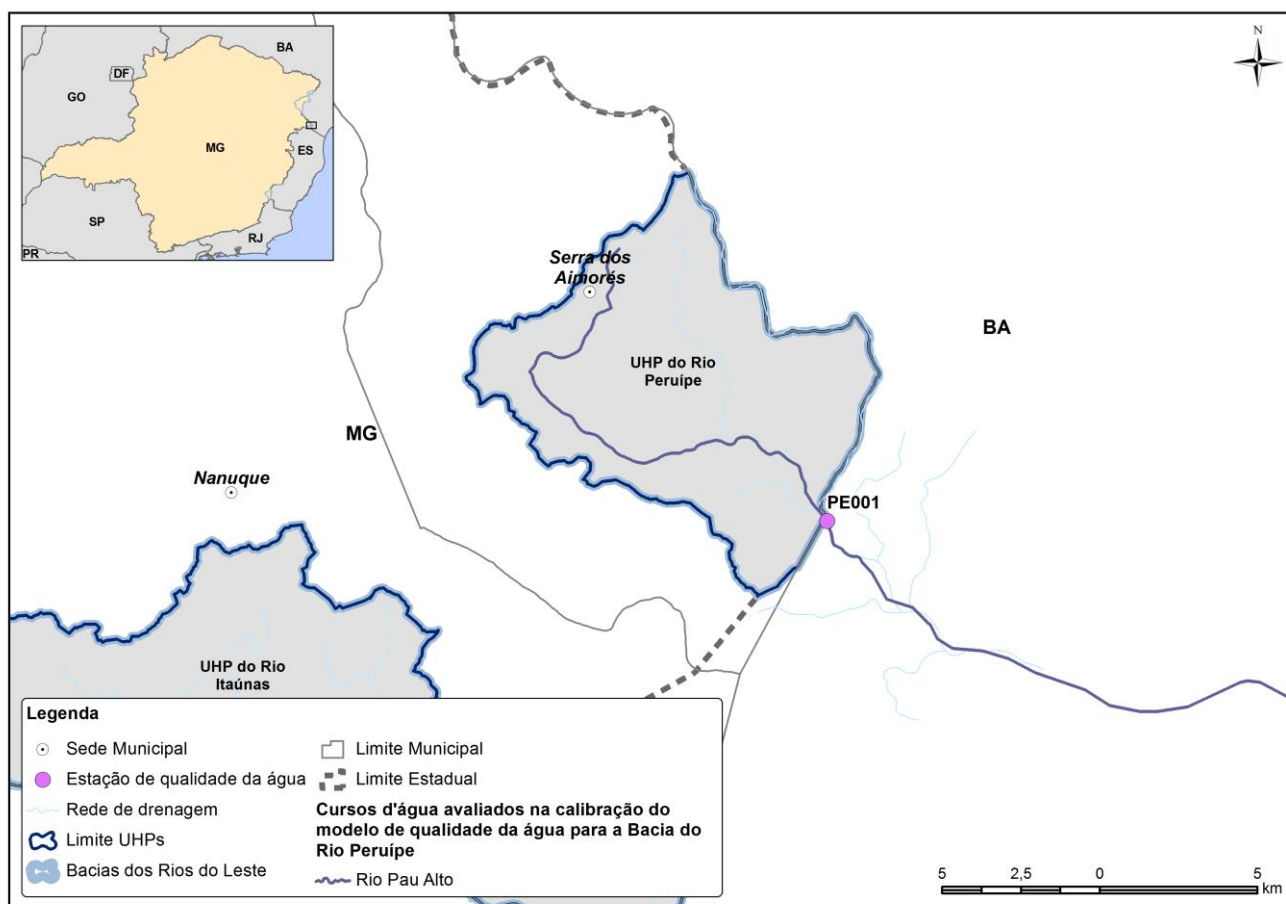 BA
DF
GO
MG
ES
SP
RJ
PR
N
Serra dos
Aimorés
UHP do Rio
Peruípe
BA
MG
Nanuque
PE001
UHP do Rio
Itaúnas
Legenda
Sede Municipal
Estação de qualidade da água
Rede de drenagem
Limite UHPs
Bacias dos Rios do Leste
Limite Municipal
Limite Estadual
Cursos d'água avaliados na calibração do
modelo de qualidade da água para a Bacia do
Rio Peruípe
Rio Pau Alto
5 2,5 0 5
km